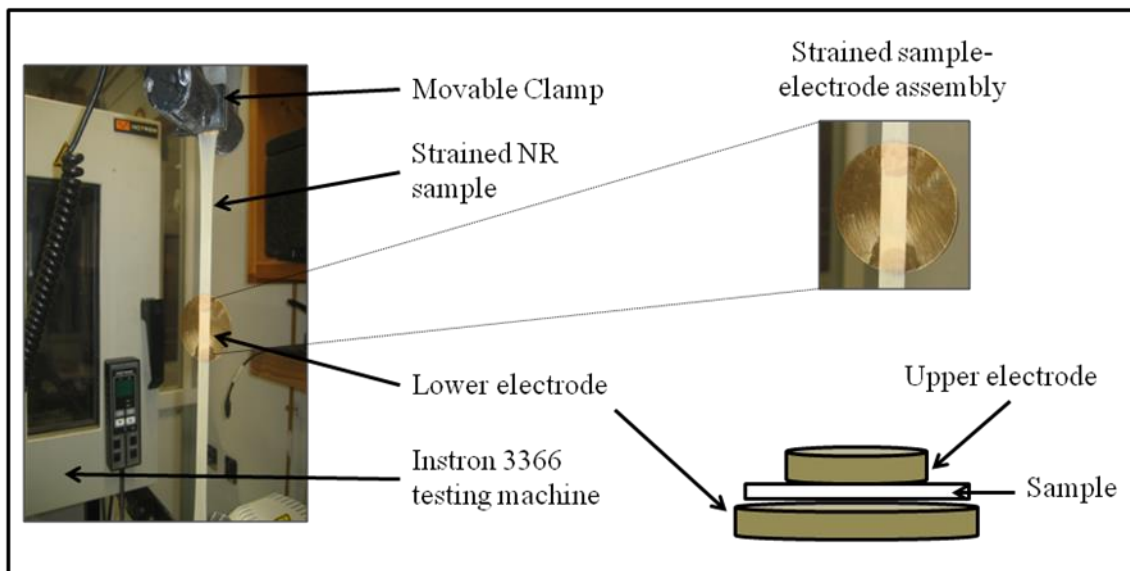 Movable Clamp
Strained NR
sample
Lower electrode
Instron 3366
testing machine
Strained sample-
electrode assembly
Upper electrode
Sample